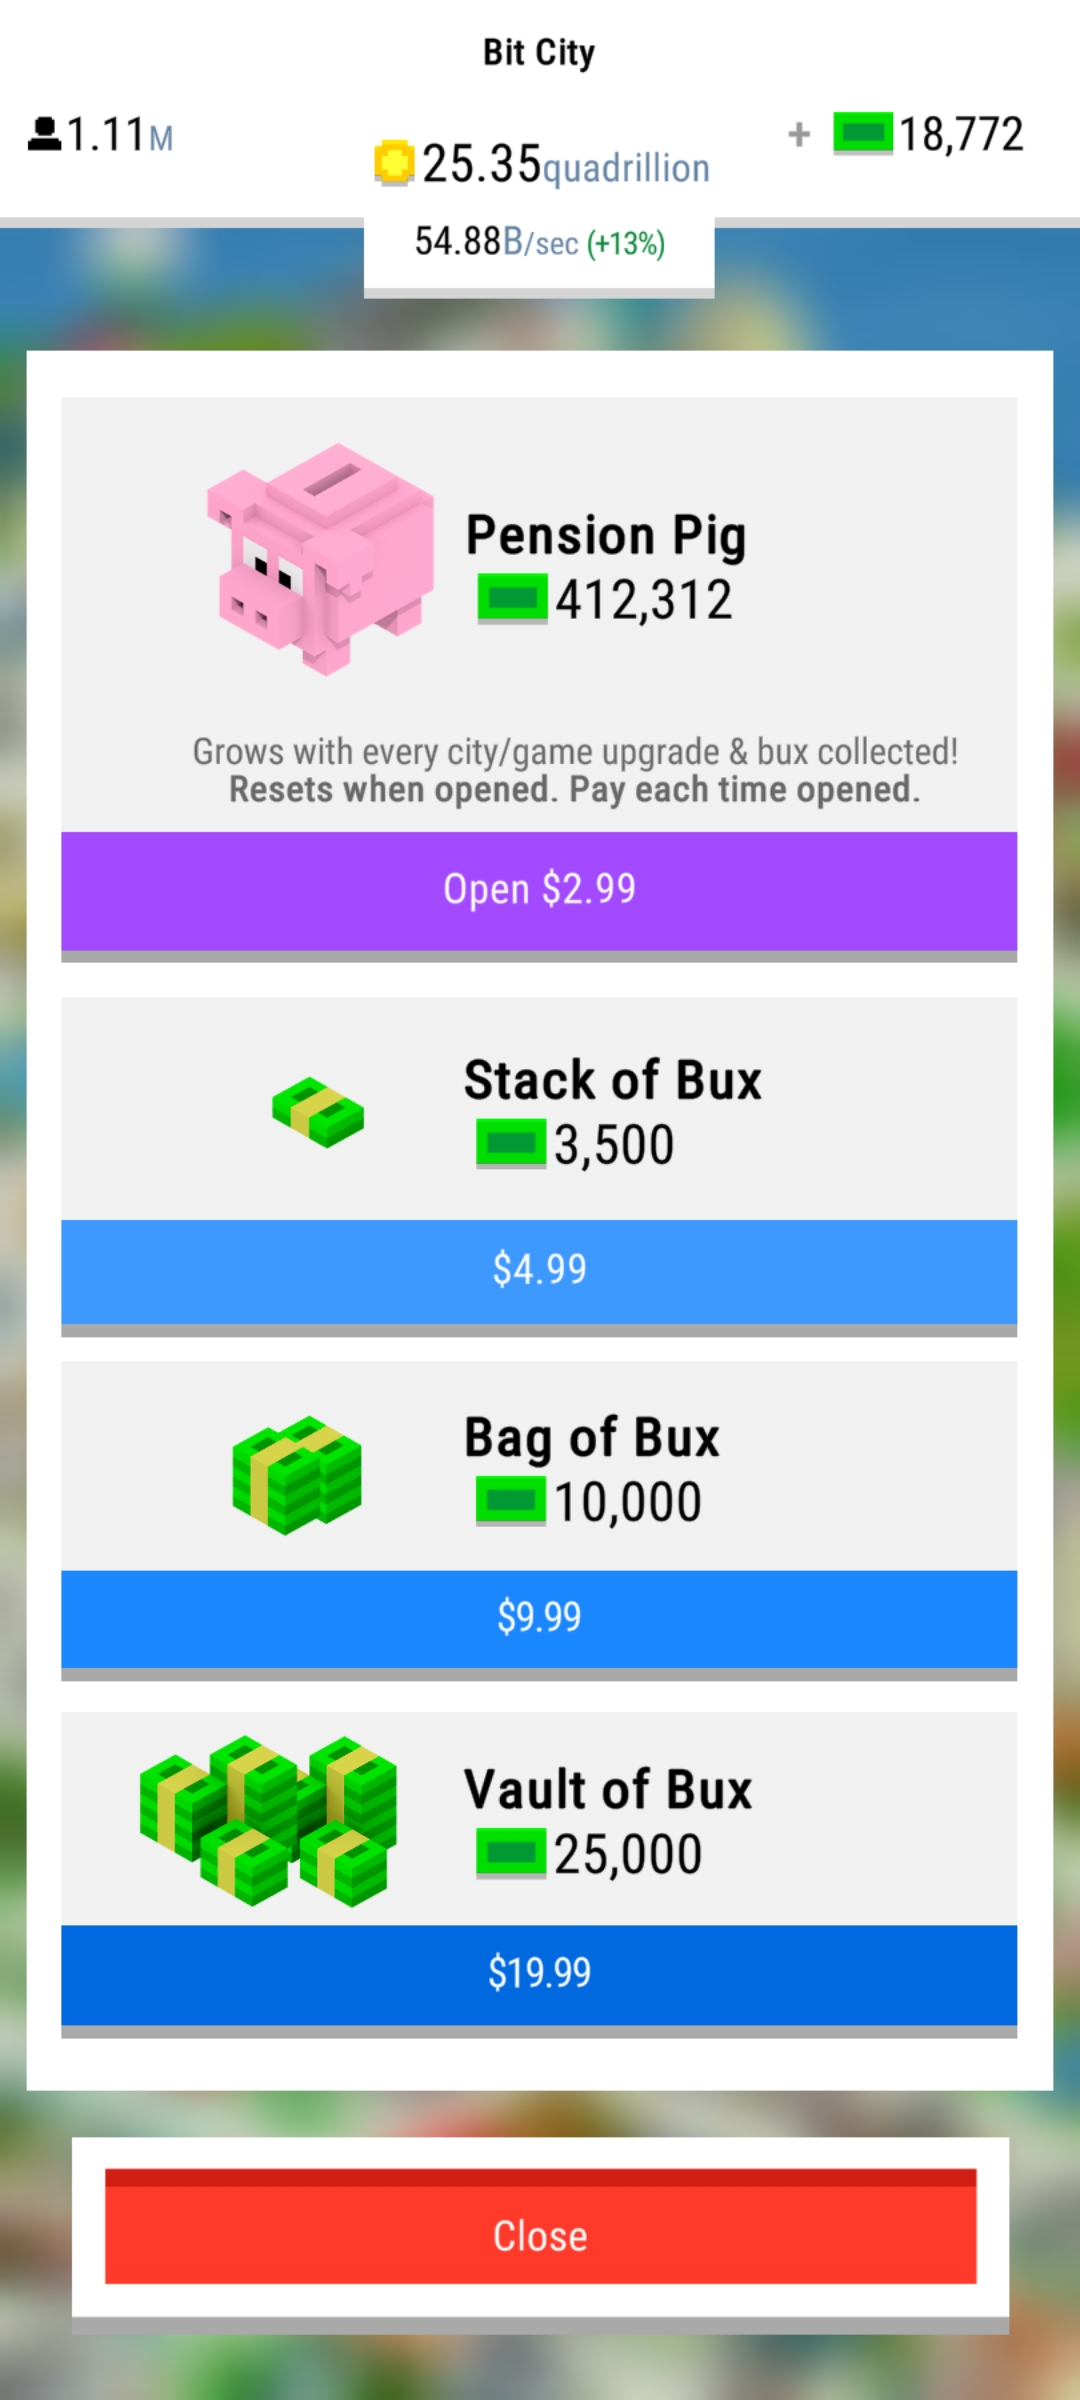 Bit City
1.11M
25.35quadrillion
+ 18,772
54.88B/sec (+13%)
Pension Pig
412,312
Grows with every city/game upgrade & bux collected!
Resets when opened. Pay each time opened.
Open $2.99
Stack of Bux
3,500
$4.99
Bag of Bux
10,000
$9.99
Vault of Bux
25,000
$19.99
Close